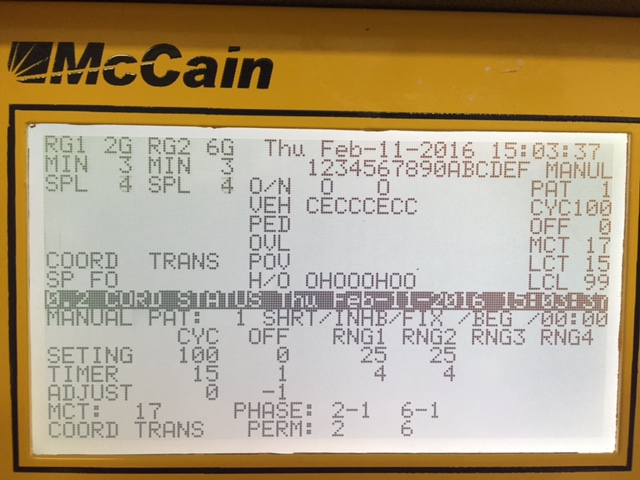 McCain
RG1 2G RG2 6G Thu Feb-11-2016 15:03:37
MIN 3 MIN 3 1234567890ABCDEF MANUL
SPL 4 SPL 4 O/N O O PAT 1
VEH CECCCECC CYC100
PED OFF 0
OVL MCT 17
COORD TRANS POV LCT 15
SP FO H/O OHOOOHOO LCL 99
0.2 CORD STATUS Thu Feb-11-2016 15:03:37
MANUAL PAT: 1 SHRT/INHB/FIX /BEG /00:00
CYC OFF RNG1 RNG2 RNG3 RNG4
SETING 100 0 25 25
TIMER 15 1 4 4
ADJUST 0 -1
MCT: 17 PHASE: 2-1 6-1
COORD TRANS PERM: 2 6